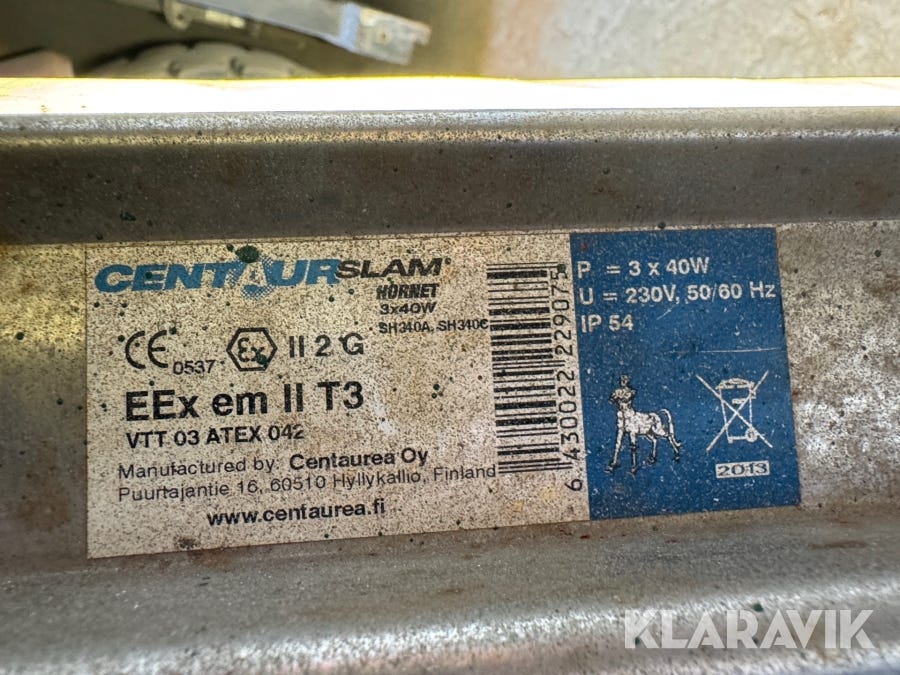 CENTAURSLAM®
HORNET
3x40W
SH340A, SH340C
CE 0537 Ex II 2 G
EEx em II T3
VTT 03 ATEX 042
Manufactured by: Centaurea Oy
Puurtajantie 16, 60510 Hyllykallio, Finland
www.centaurea.fi
6 430022 229075
P = 3 x 40W
U = 230V, 50/60 Hz
IP 54
2013
KLARAVIK